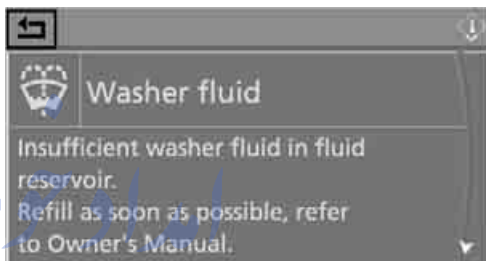 Washer fluid
Insufficient washer fluid in fluid
reservoir.
Refill as soon as possible, refer
to Owner's Manual.